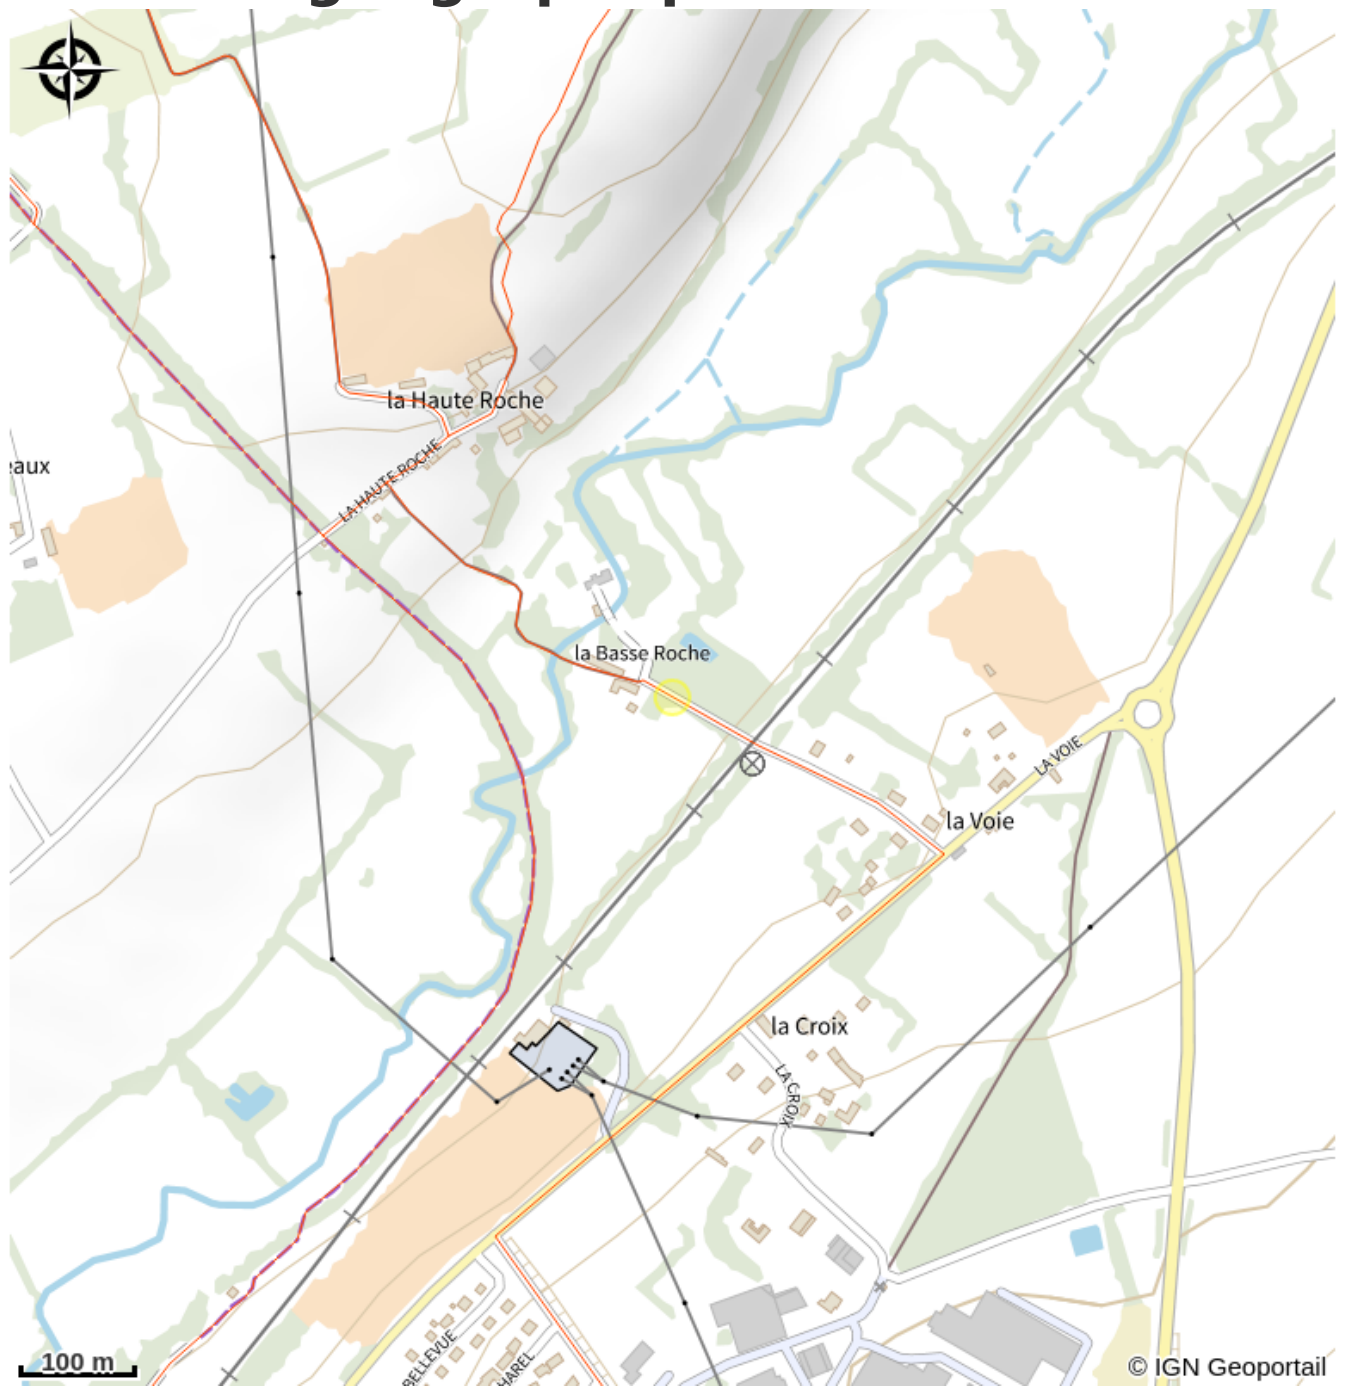 la Haute Roche
LA HAUTE ROCHE
eaux
la Basse Roche
LA VOIE
la Voie
la Croix
LA CROIX
BELLEVUE
HAREL
100 m
© IGN Geoportail